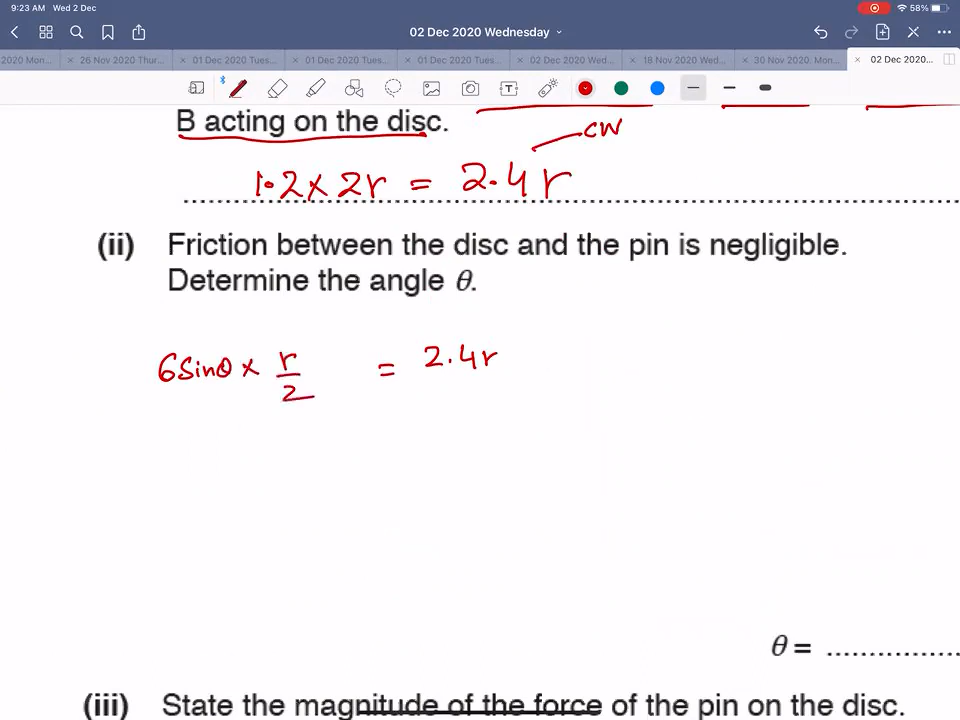 9:23 AM Wed 2 Dec
58%
02 Dec 2020 Wednesday
2020 Mon... 26 Nov 2020 Thur... 01 Dec 2020 Tues... 01 Dec 2020 Tues... 01 Dec 2020 Tues... 02 Dec 2020 Wed... 18 Nov 2020 Wed... 30 Nov 2020. Mon... 02 Dec 2020...
B acting on the disc.
CW
1.2 × 2r = 2.4 r
(ii) Friction between the disc and the pin is negligible.
Determine the angle θ.
6sinθ × r/2 = 2.4r
θ = ..................
(iii) State the magnitude of the force of the pin on the disc.